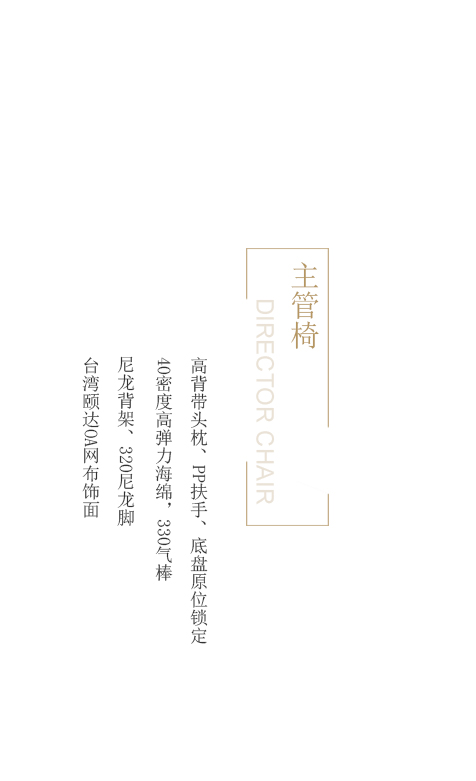 主管椅
DIRECTOR CHAIR
高背带头枕、PP扶手、底盘原位锁定
40密度高弹力海绵，330气棒
尼龙背架、320尼龙脚
台湾颐达OA网布饰面